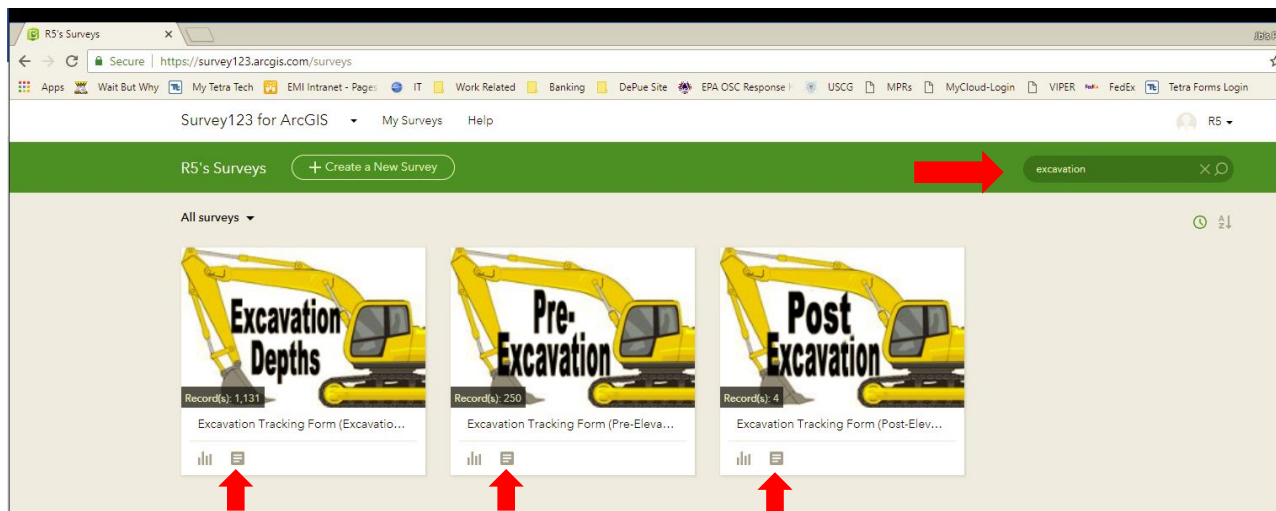 R5's Surveys
Secure | https://survey123.arcgis.com/surveys
Apps Wait But Why My Tetra Tech EMI Intranet - Pages IT Work Related Banking DePue Site EPA OSC Response USCG MPRs MyCloud-Login VIPER FedEx Tetra Forms Login
Survey123 for ArcGIS My Surveys Help R5
R5's Surveys + Create a New Survey excavation
All surveys
Excavation Depths
Record(s): 1,131
Excavation Tracking Form (Excavatio...
Pre-Excavation
Record(s): 250
Excavation Tracking Form (Pre-Eleva...
Post Excavation
Record(s): 4
Excavation Tracking Form (Post-Elev...